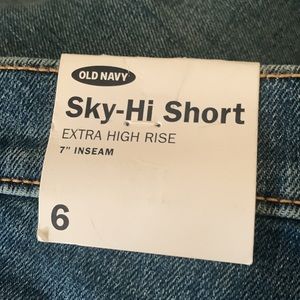 OLD NAVY
Sky-Hi Short
EXTRA HIGH RISE
7" INSEAM
6